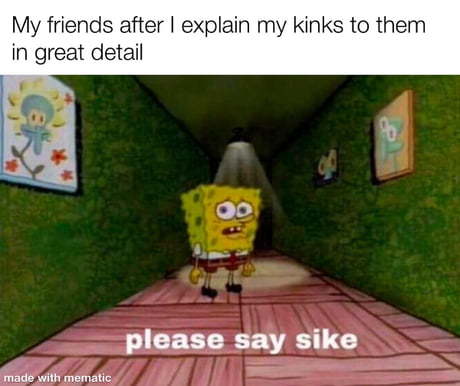 My friends after I explain my kinks to them
in great detail
please say sike
made with mematic